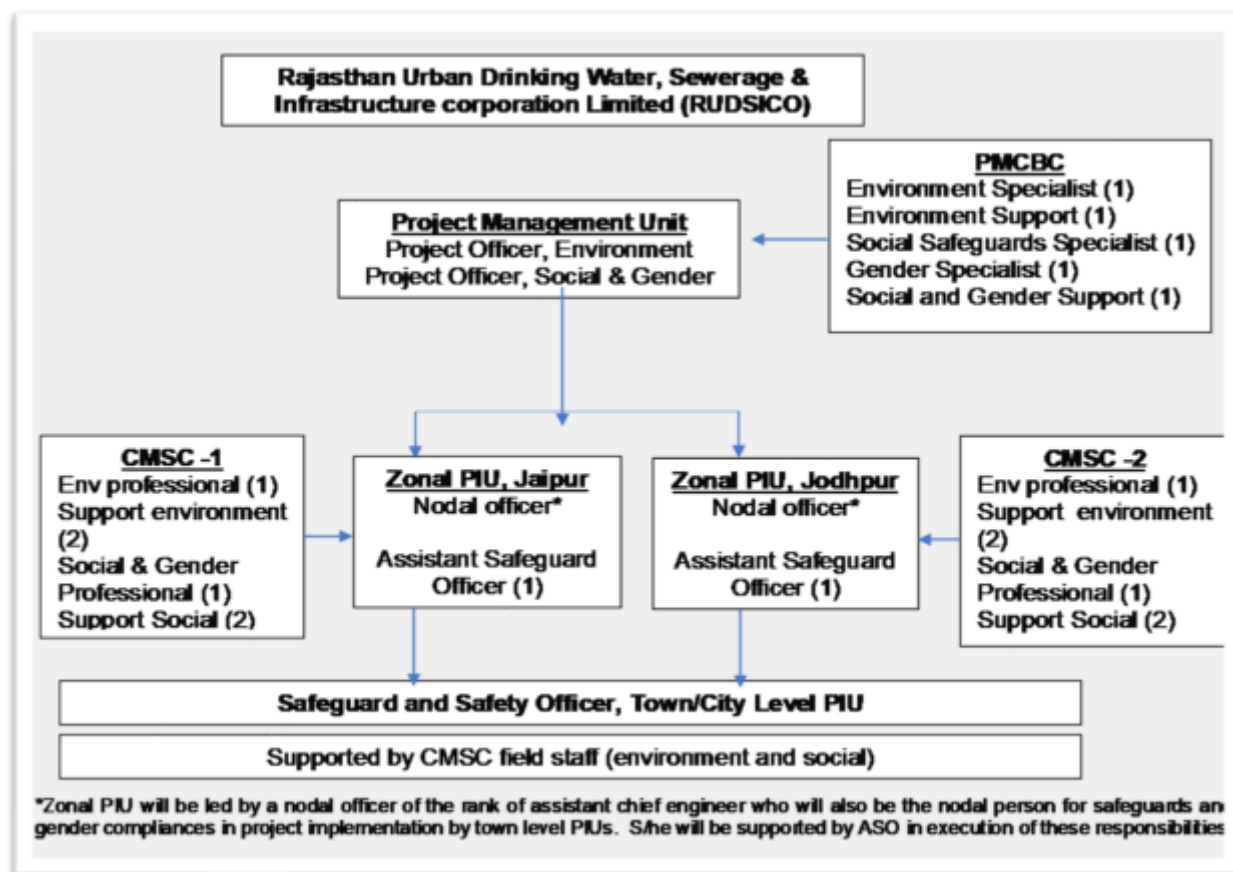 Rajasthan Urban Drinking Water, Sewerage &
Infrastructure corporation Limited (RUDSICO)
PMCBC
Environment Specialist (1)
Environment Support (1)
Social Safeguards Specialist (1)
Gender Specialist (1)
Social and Gender Support (1)
Project Management Unit
Project Officer, Environment
Project Officer, Social & Gender
CMSC -1
Env professional (1)
Support environment
(2)
Social & Gender
Professional (1)
Support Social (2)
Zonal PIU, Jaipur
Nodal officer*
Assistant Safeguard
Officer (1)
Zonal PIU, Jodhpur
Nodal officer*
Assistant Safeguard
Officer (1)
CMSC -2
Env professional (1)
Support environment
(2)
Social & Gender
Professional (1)
Support Social (2)
Safeguard and Safety Officer, Town/City Level PIU
Supported by CMSC field staff (environment and social)
*Zonal PIU will be led by a nodal officer of the rank of assistant chief engineer who will also be the nodal person for safeguards an
gender compliances in project implementation by town level PIUs. S/he will be supported by ASO in execution of these responsibilities